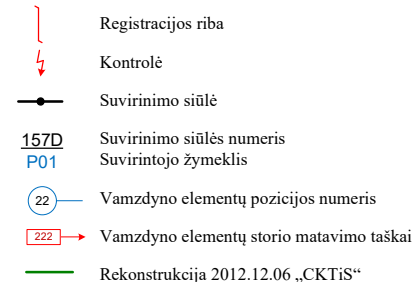 Registracijos riba
Kontrolė
Suvirinimo siūlė
157D Suvirinimo siūlės numeris
P01 Suvirintojo žymeklis
22 Vamzdyno elementų pozicijos numeris
222 Vamzdyno elementų storio matavimo taškai
Rekonstrukcija 2012.12.06 „CKTiS“